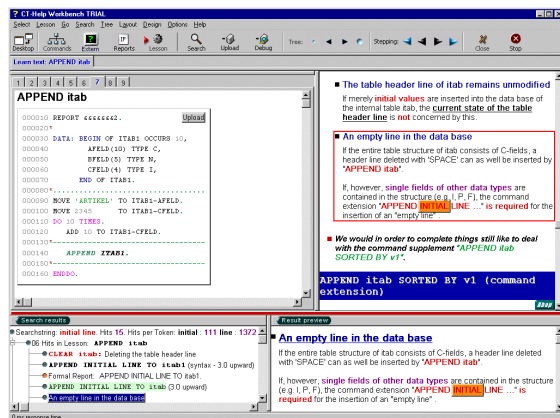 CT-Help Workbench TRIAL
Select Lesson Go Search Tree Layout Design Options Help
Desktop Commands Extern Reports Lesson Search -Upload -Debug Tree: Stepping: Close Stop
Learn text: APPEND itab
1 2 3 4 5 6 7 8 9
APPEND itab
Upload
000010 REPORT &&&&&&&2.
000020*
000030 DATA: BEGIN OF ITAB1 OCCURS 10,
000040 AFELD(10) TYPE C,
000050 BFELD(5) TYPE N,
000060 CFELD(4) TYPE I,
000070 END OF ITAB1.
000080*
000090 MOVE 'ARTIKEL' TO ITAB1-AFELD.
000100 MOVE 2345 TO ITAB1-CFELD.
000110 DO 10 TIMES.
000120 ADD 10 TO ITAB1-CFELD.
000130*
000140 APPEND ITAB1.
000150*
000160 ENDDO.
The table header line of itab remains unmodified
If merely initial values are inserted into the data base of
the internal table itab, the current state of the table
header line is not concerned by this.
An empty line in the data base
If the entire table structure of itab consists of C-fields, a
header line deleted with 'SPACE' can as well be inserted by
"APPEND itab".
If, however, single fields of other data types are
contained in the structure (e.g. I, P, F), the command
extension "APPEND INITIAL LINE ..." is required for the
insertion of an "empty line".
We would in order to complete things still like to deal
with the command supplement "APPEND itab
SORTED BY v1".
APPEND itab SORTED BY v1 (command
extension)
Abap
Search results
Searchstring: initial line. Hits 15. Hits per Token: initial : 111 line : 1372
06 Hits in Lesson: APPEND itab
CLEAR itab: Deleting the table header line
APPEND INITIAL LINE TO itab1 (syntax - 3.0 upward)
Formal Report: APPEND INITIAL LINE TO itab1.
APPEND INITIAL LINE TO itab (3.0 upward)
An empty line in the data base
Result preview
An empty line in the data base
If the entire table structure of itab consists of C-fields, a header line deleted
with 'SPACE' can as well be inserted by "APPEND itab".
If, however, single fields of other data types are contained in the structure
(e.g. I, P, F), the command extension "APPEND INITIAL LINE ..." is
required for the insertion of an "empty line".